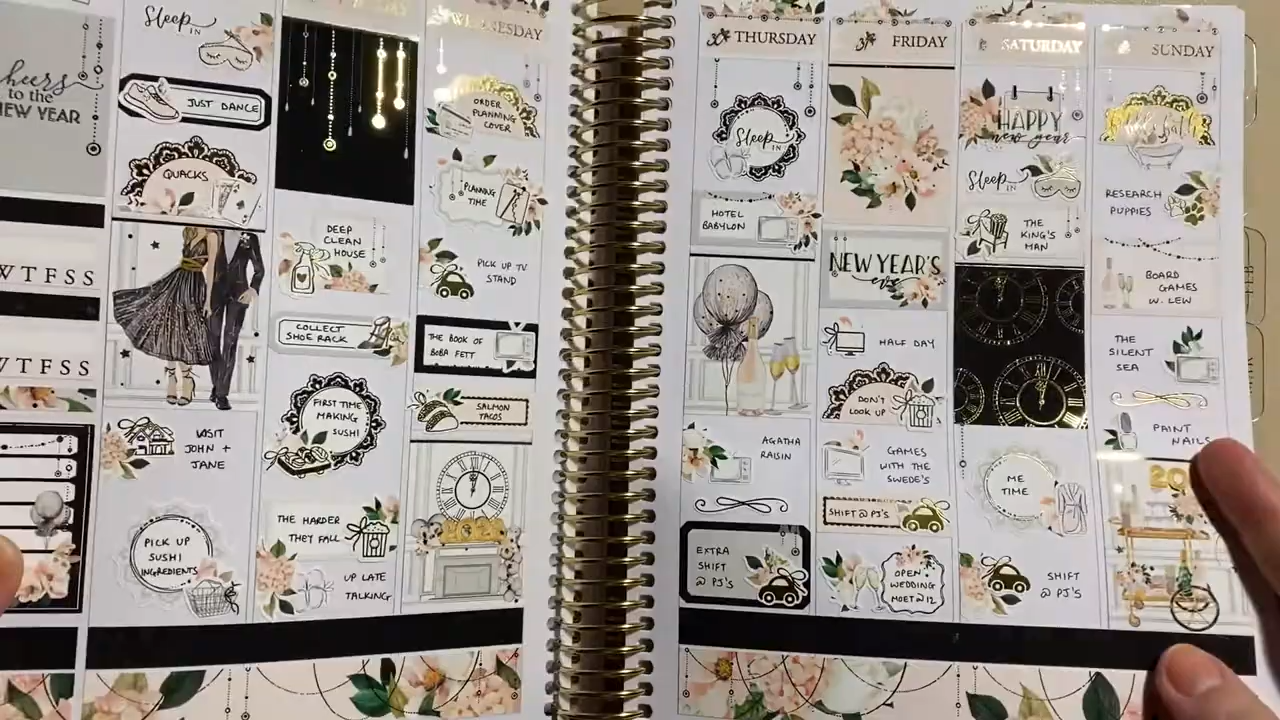 Cheers
to the
NEW YEAR
WTFSS
WTFSS
Sleep
IN
JUST DANCE
QUACKS
VISIT
JOHN +
JANE
PICK UP
SUSHI
INGREDIENTS
DEEP
CLEAN
HOUSE
COLLECT
SHOE RACK
FIRST TIME
MAKING
SUSHI
THE HARDER
THEY FALL
UP LATE
TALKING
WEDNESDAY
ORDER
PLANNING
COVER
PLANNING
TIME
PICK UP TV
STAND
THE BOOK OF
BOBA FETT
SALMON
TACOS
30 THURSDAY
Sleep
IN
HOTEL
BABYLON
AGATHA
RAISIN
EXTRA
SHIFT
@ PJ'S
31 FRIDAY
NEW YEAR'S
eve
HALF DAY
DON'T
LOOK UP
GAMES
WITH THE
SWEDE'S
SHIFT @ PJ'S
OPEN
WEDDING
MOET @ 12
SATURDAY
HAPPY
new year
Sleep
IN
THE
KING'S
MAN
ME
TIME
SHIFT
@ PJ'S
SUNDAY
RESEARCH
PUPPIES
BOARD
GAMES
W. LEW
THE
SILENT
SEA
PAINT
NAILS
20